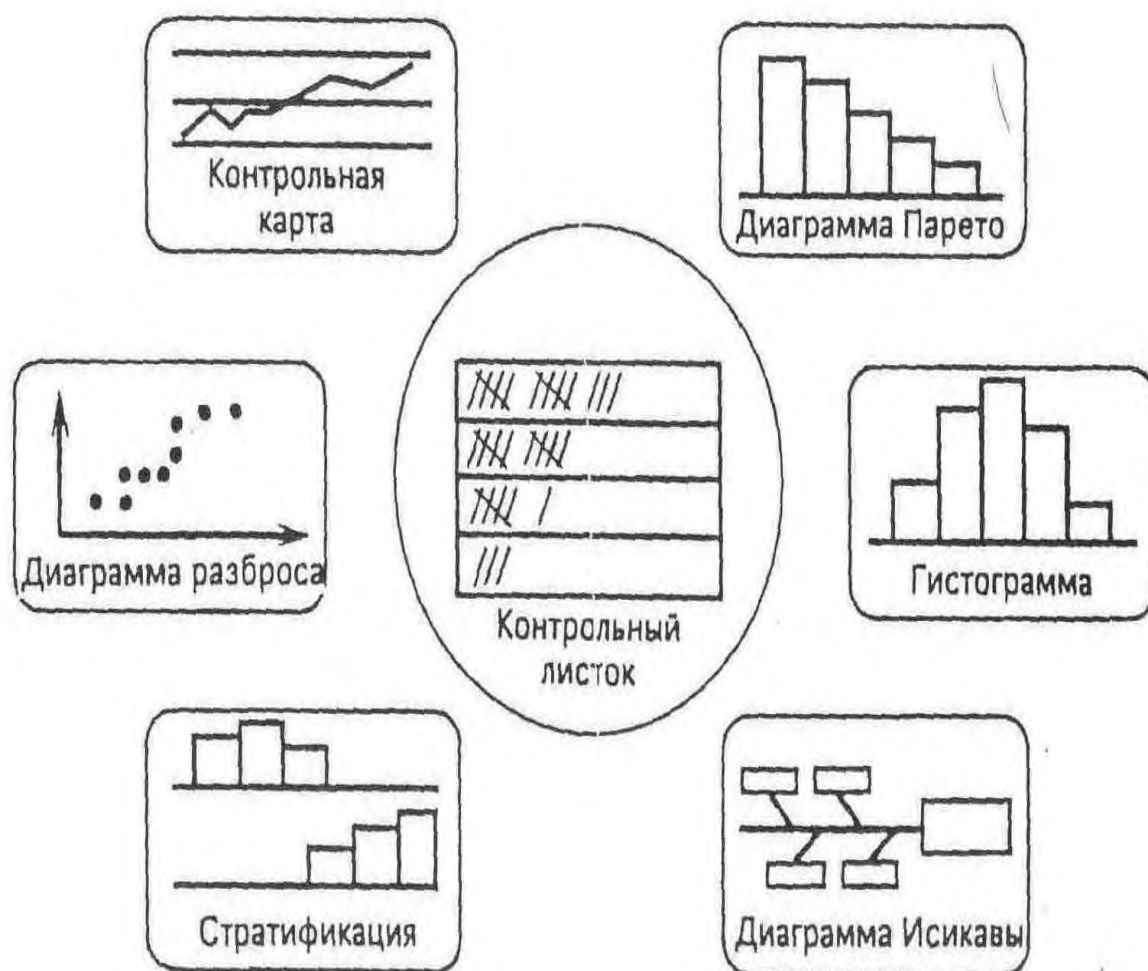 Контрольная
карта
Диаграмма Парето
Диаграмма разброса
Контрольный
листок
Гистограмма
Стратификация
Диаграмма Исикавы